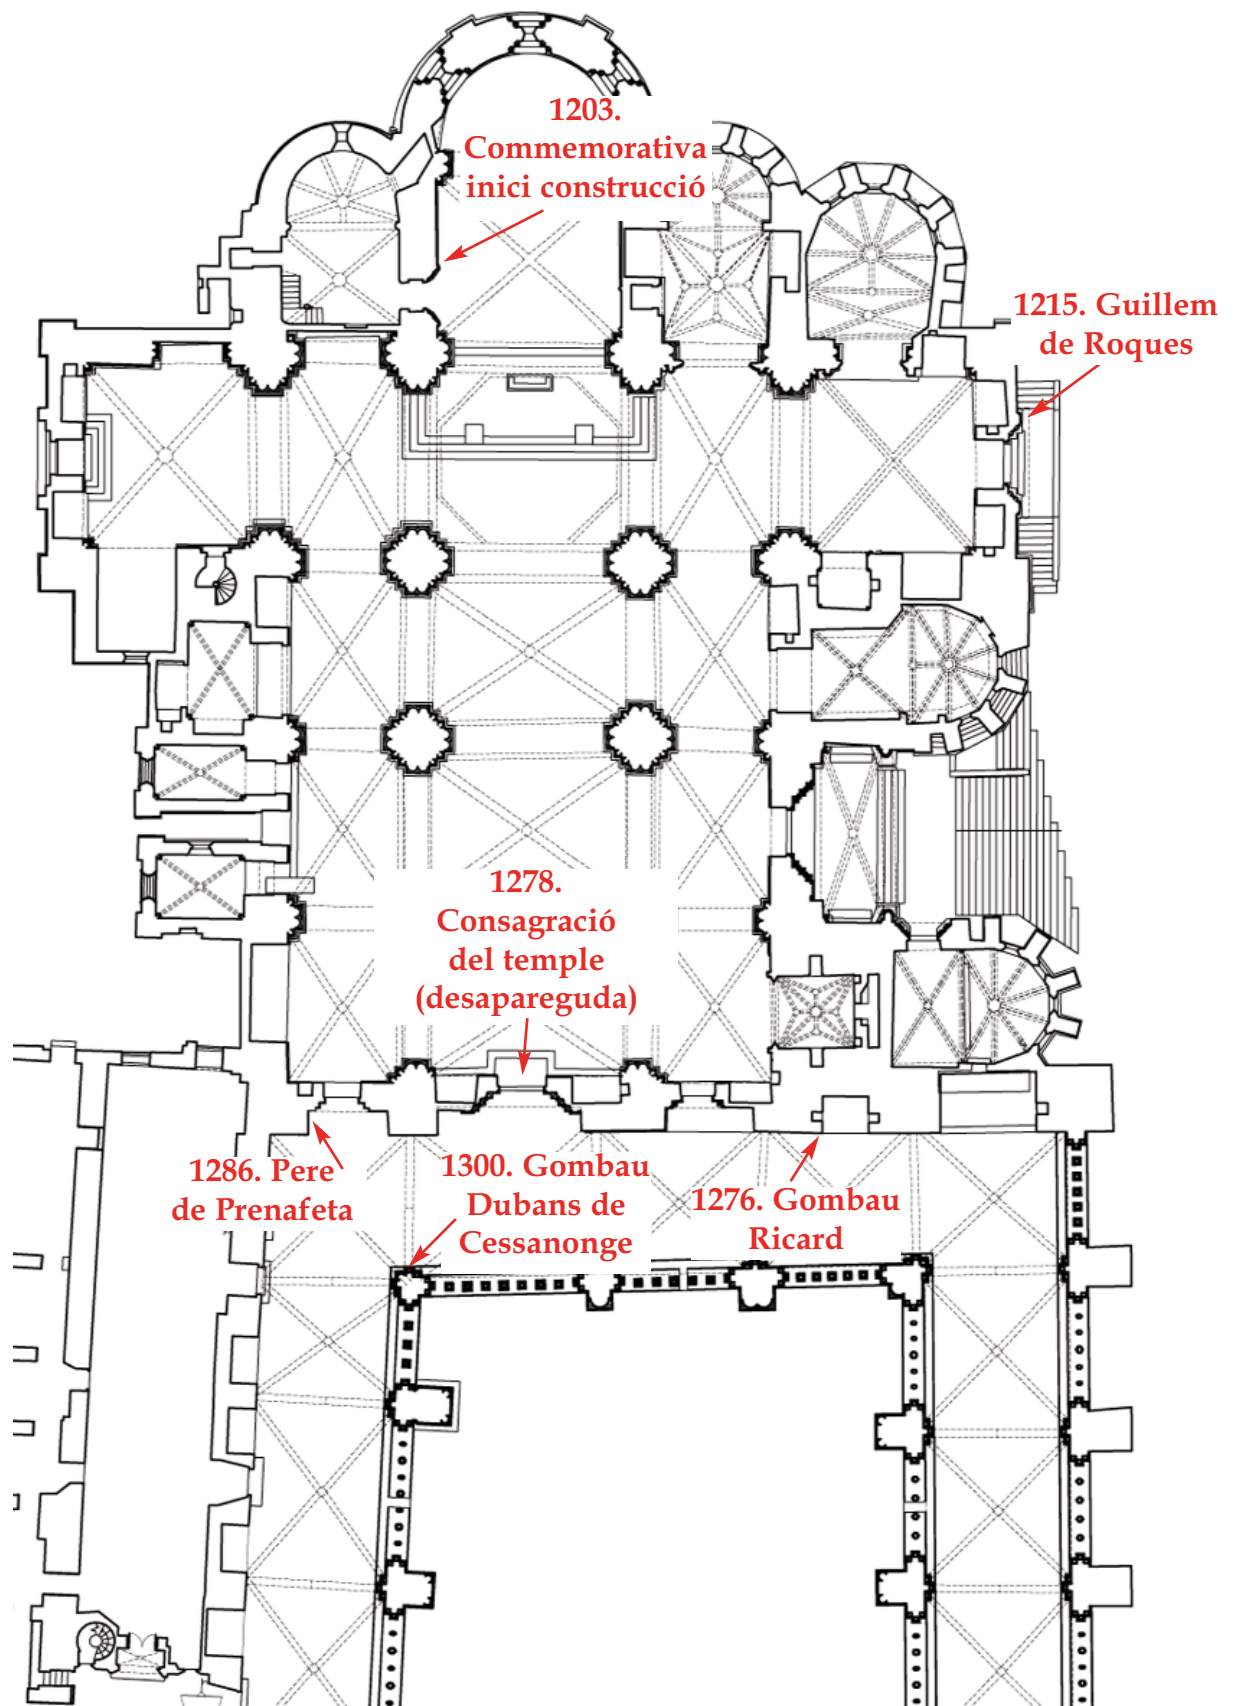 1203.
Commemorativa
inici construcció
1215. Guillem
de Roques
1278.
Consagració
del temple
(desapareguda)
1286. Pere
de Prenafeta
1300. Gombau
Dubans de
Cessanonge
1276. Gombau
Ricard